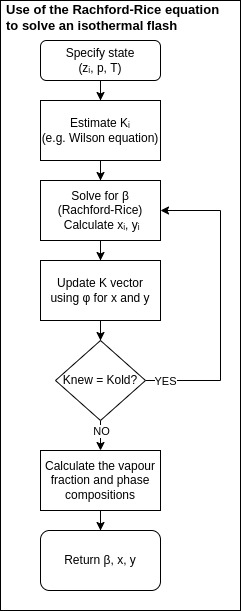 Use of the Rachford-Rice equation
to solve an isothermal flash
Specify state
(zᵢ, p, T)
Estimate Kᵢ
(e.g. Wilson equation)
Solve for β
(Rachford-Rice)
Calculate xᵢ, yᵢ
Update K vector
using φ for x and y
Knew = Kold?
YES
NO
Calculate the vapour
fraction and phase
compositions
Return β, x, y